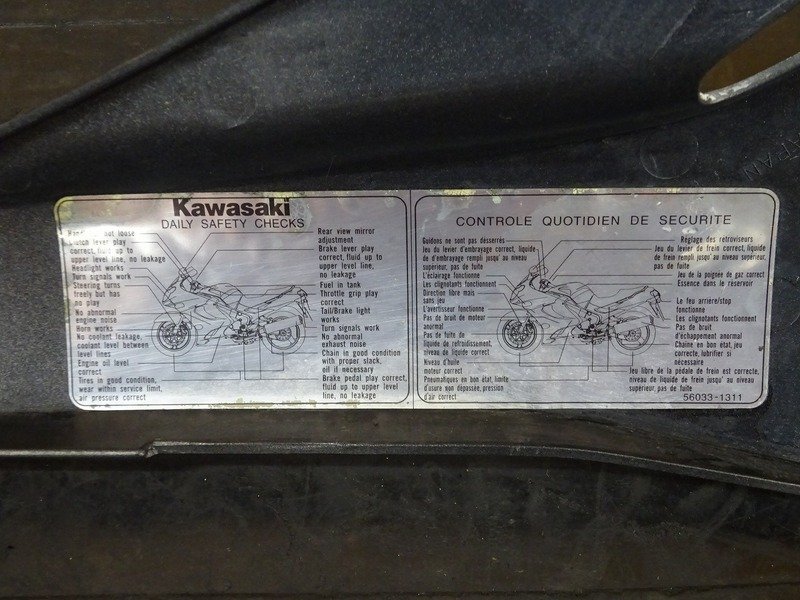 Kawasaki
DAILY SAFETY CHECKS
not loose
Clutch lever play
correct, fluid up to
upper level line, no leakage
Headlight works
Turn signals work
Steering turns
freely but has
no play
No abnormal
engine noise
Horn works
No coolant leakage,
coolant level between
level lines
Engine oil level
correct
Tires in good condition,
wear within service limit,
air pressure correct
Rear view mirror
adjustment
Brake lever play
correct, fluid up to
upper level line,
no leakage
Fuel in tank
Throttle grip play
correct
Tail/Brake light
works
Turn signals work
No abnormal
exhaust noise
Chain in good condition
with proper slack,
oil if necessary
Brake pedal play correct,
fluid up to upper level
line, no leakage
CONTROLE QUOTIDIEN DE SECURITE
Guidons ne sont pas desserrés
Jeu du levier d'embrayage correct, liquide
de d'embrayage rempli jusqu'au niveau
supérieur, pas de fuite
L'éclairage fonctionne
Les clignotants fonctionnent
Direction libre mais
sans jeu
L'avertisseur fonctionne
Pas de bruit de moteur
anormal
Pas de fuite de
liquide de refroidissement,
niveau de liquide correct
Niveau d'huile
moteur correct
Pneumatiques en bon état, limite
d'assure non dépassée, pression
d'air correct
Réglage des rétroviseurs
Jeu du levier de frein correct, liquide
de frein rempli jusqu'au niveau supérieur,
pas de fuite
Jeu de la poignée de gaz correct
Essence dans le réservoir
Le feu arrière/stop
fonctionne
Les clignotants fonctionnent
Pas de bruit
d'échappement anormal
Chaîne en bon état, jeu
correcte, lubrifier si
nécessaire
Jeu libre de la pédale de frein est correct,
niveau de liquide de frein jusqu' au niveau
supérieur, pas de fuite
56033-1311